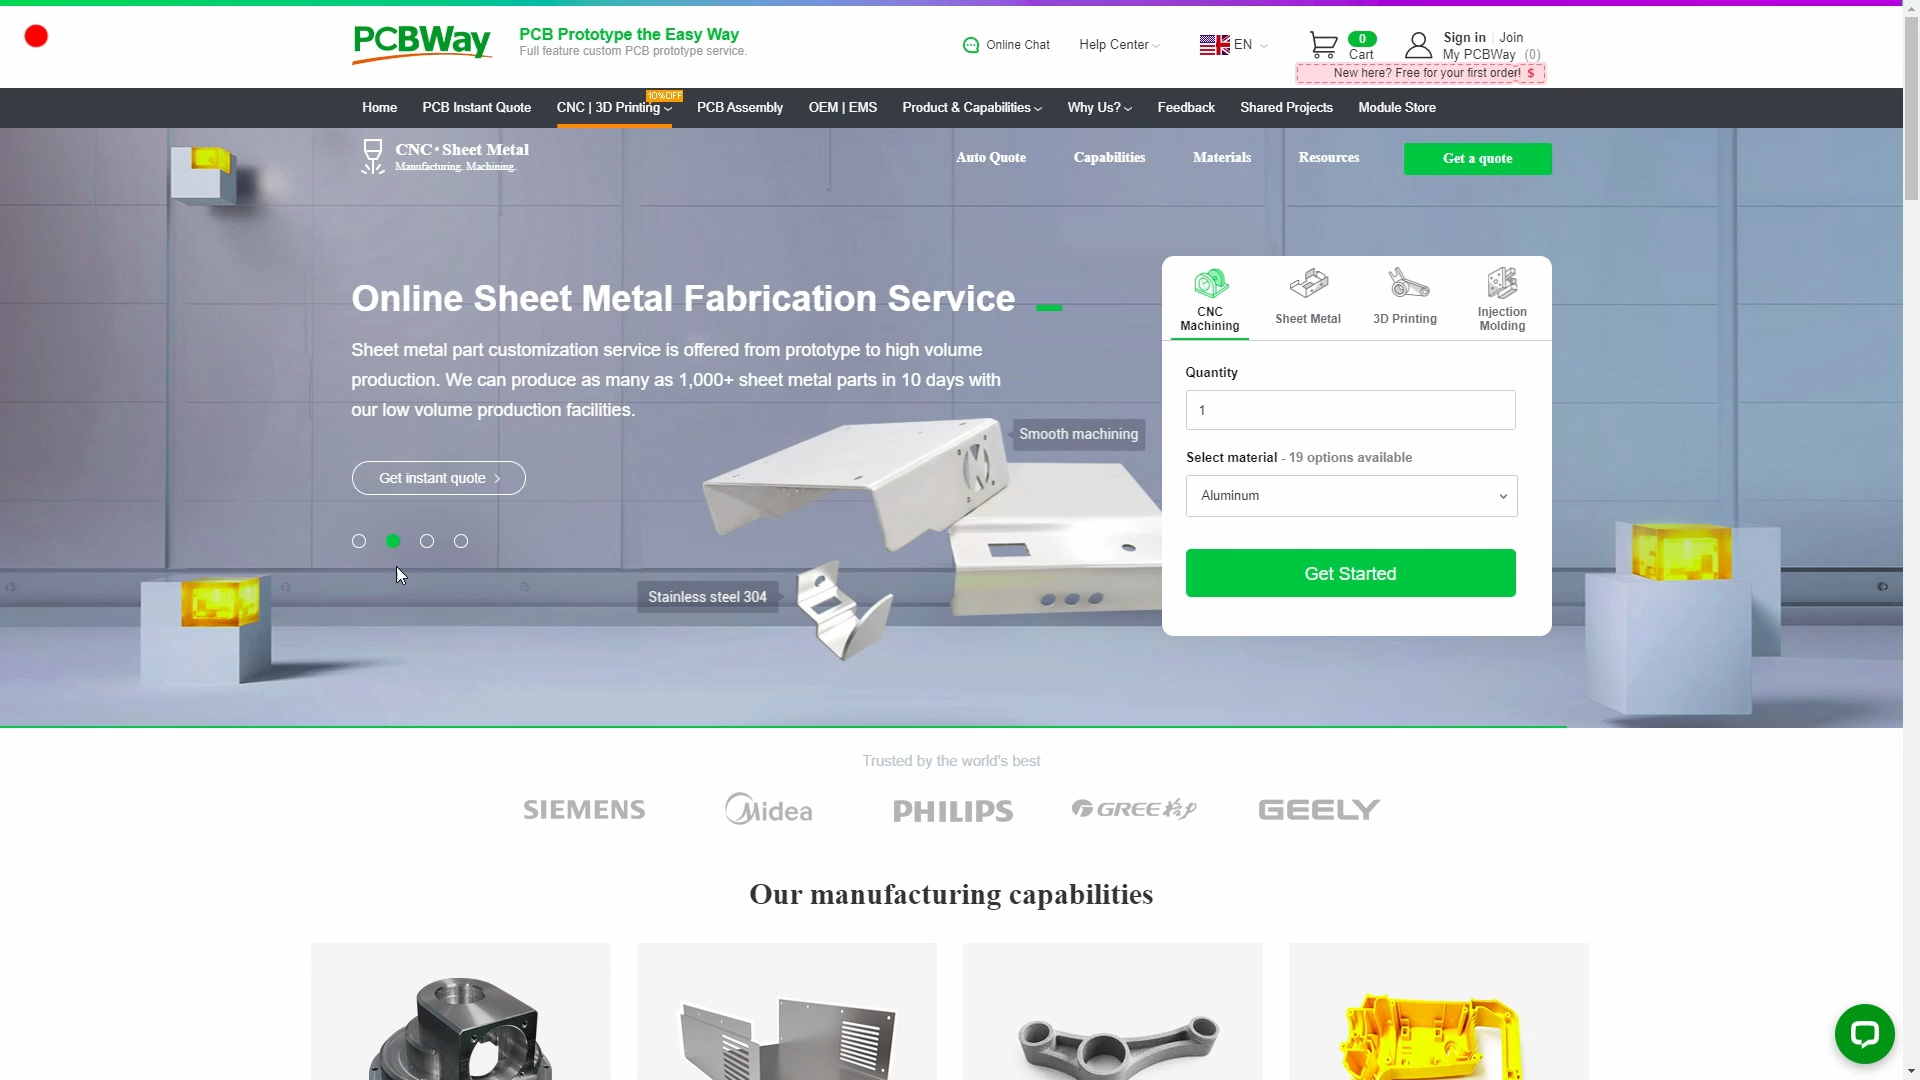 PCBWay
PCB Prototype the Easy Way
Full feature custom PCB prototype service.
Online Chat
Help Center
EN
0
Cart
Sign in
Join
My PCBWay (0)
New here? Free for your first order! $
Home
PCB Instant Quote
CNC | 3D Printing
10%OFF
PCB Assembly
OEM | EMS
Product & Capabilities
Why Us?
Feedback
Shared Projects
Module Store
CNC•Sheet Metal
Manufacturing. Machining.
Auto Quote
Capabilities
Materials
Resources
Get a quote
Online Sheet Metal Fabrication Service
Sheet metal part customization service is offered from prototype to high volume
production. We can produce as many as 1,000+ sheet metal parts in 10 days with
our low volume production facilities.
Get instant quote >
Smooth machining
Stainless steel 304
CNC
Machining
Sheet Metal
3D Printing
Injection
Molding
Quantity
1
Select material - 19 options available
Aluminum
Get Started
Trusted by the world's best
SIEMENS
Midea
PHILIPS
GREE格力
GEELY
Our manufacturing capabilities